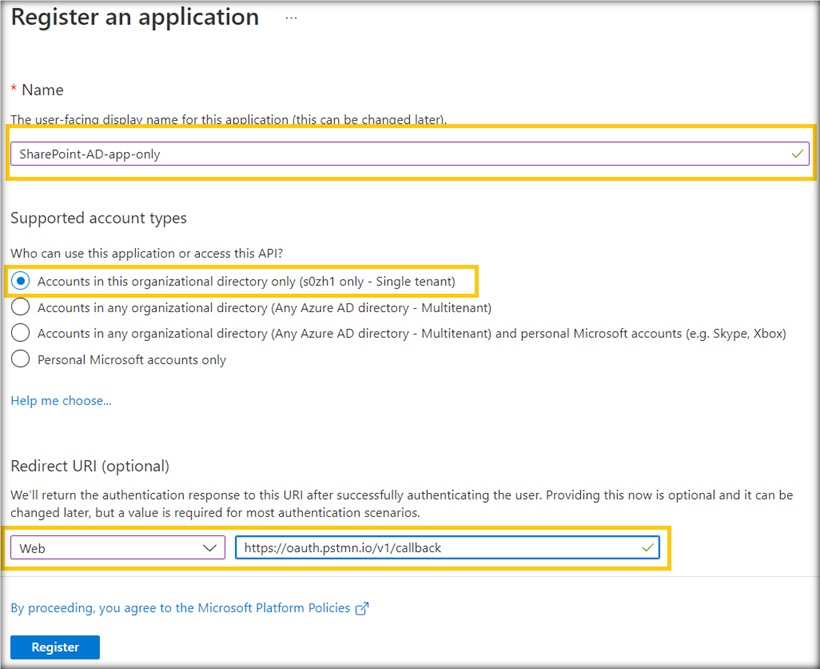 Register an application ...
* Name
The user-facing display name for this application (this can be changed later).
SharePoint-AD-app-only
Supported account types
Who can use this application or access this API?
Accounts in this organizational directory only (s0zh1 only - Single tenant)
Accounts in any organizational directory (Any Azure AD directory - Multitenant)
Accounts in any organizational directory (Any Azure AD directory - Multitenant) and personal Microsoft accounts (e.g. Skype, Xbox)
Personal Microsoft accounts only
Help me choose...
Redirect URI (optional)
We'll return the authentication response to this URI after successfully authenticating the user. Providing this now is optional and it can be
changed later, but a value is required for most authentication scenarios.
Web https://oauth.pstmn.io/v1/callback
By proceeding, you agree to the Microsoft Platform Policies
Register